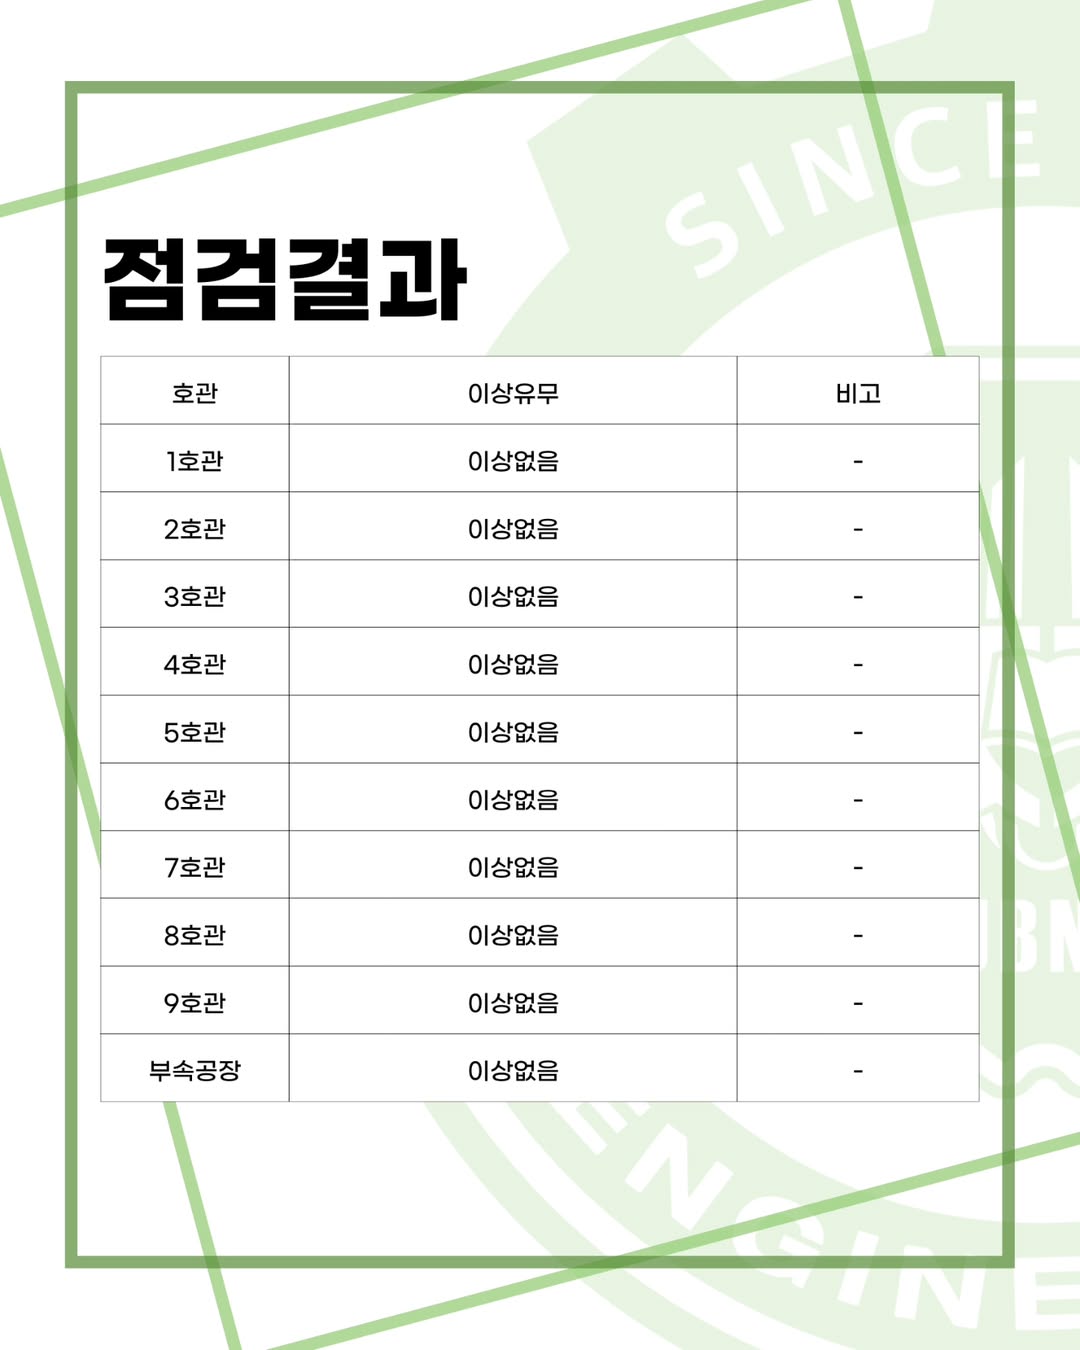 SINCE
점검결과
호관 이상유무 비고
1호관 이상없음 -
2호관 이상없음 -
3호관 이상없음 -
4호관 이상없음 -
5호관 이상없음 -
6호관 이상없음 -
7호관 이상없음 -
8호관 이상없음 -
9호관 이상없음 -
부속공장 이상없음 -